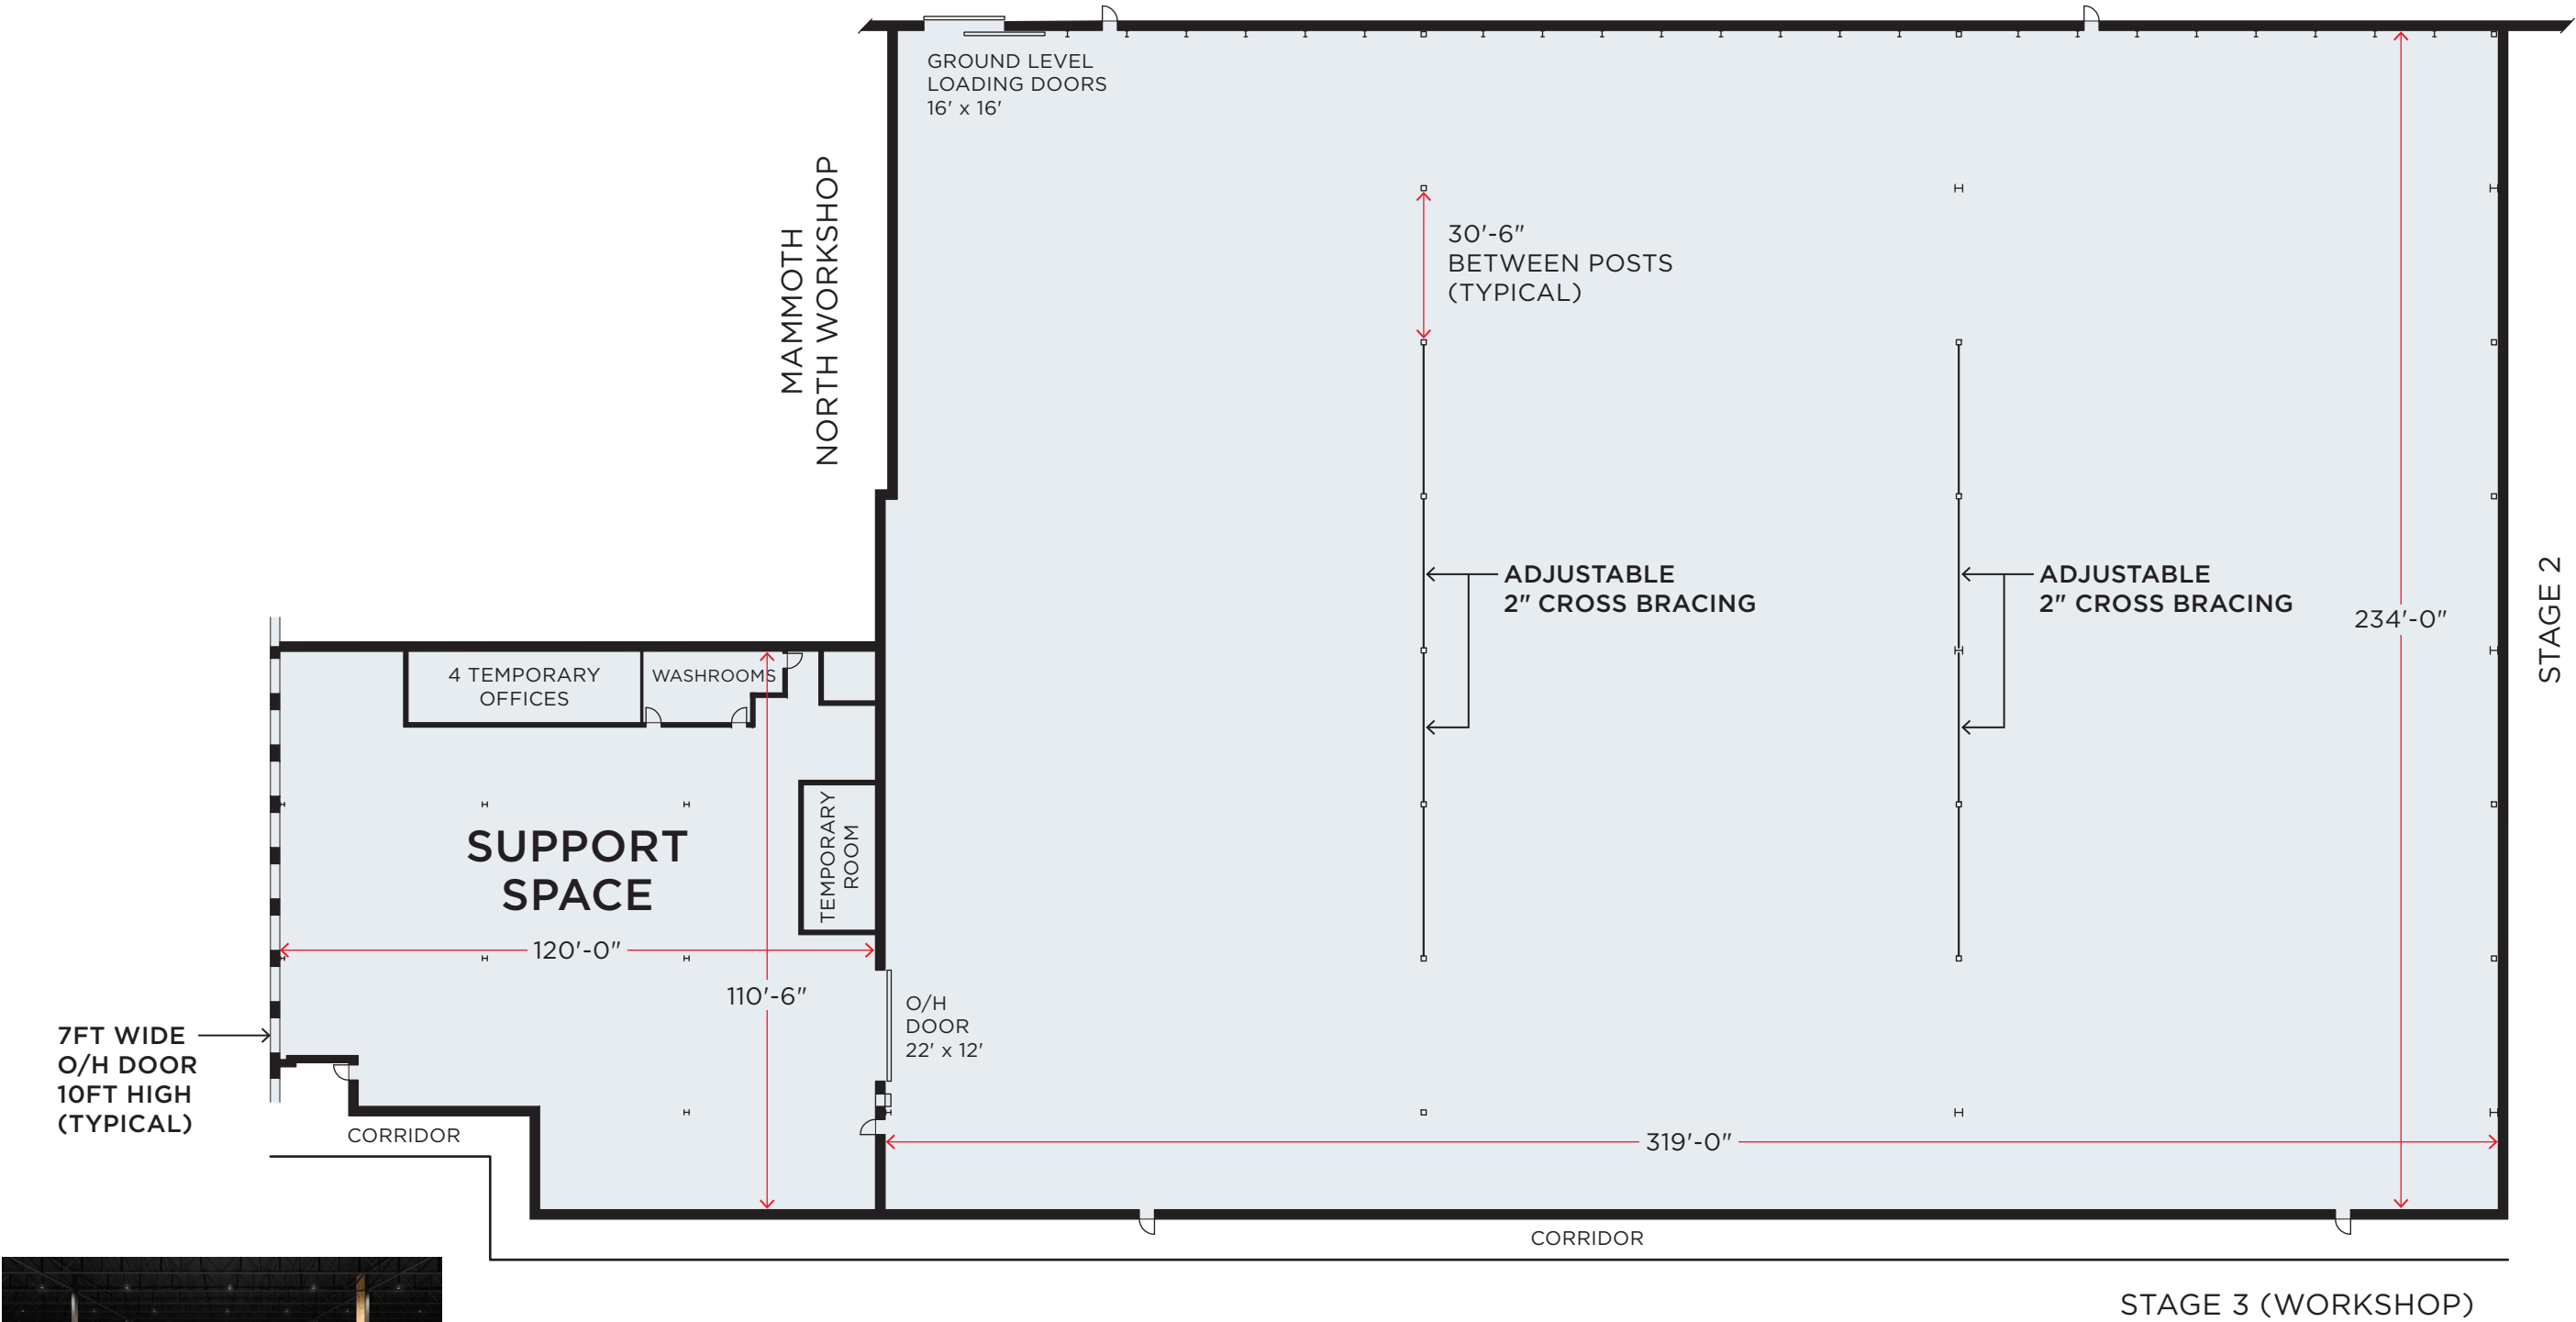 GROUND LEVEL
LOADING DOORS
16' x 16'
MAMMOTH
NORTH WORKSHOP
30'-6"
BETWEEN POSTS
(TYPICAL)
ADJUSTABLE
2" CROSS BRACING
ADJUSTABLE
2" CROSS BRACING
234'-0"
STAGE 2
4 TEMPORARY
OFFICES
WASHROOMS
SUPPORT
SPACE
TEMPORARY
ROOM
120'-0"
110'-6"
O/H
DOOR
22' x 12'
7FT WIDE
O/H DOOR
10FT HIGH
(TYPICAL)
CORRIDOR
319'-0"
CORRIDOR
STAGE 3 (WORKSHOP)